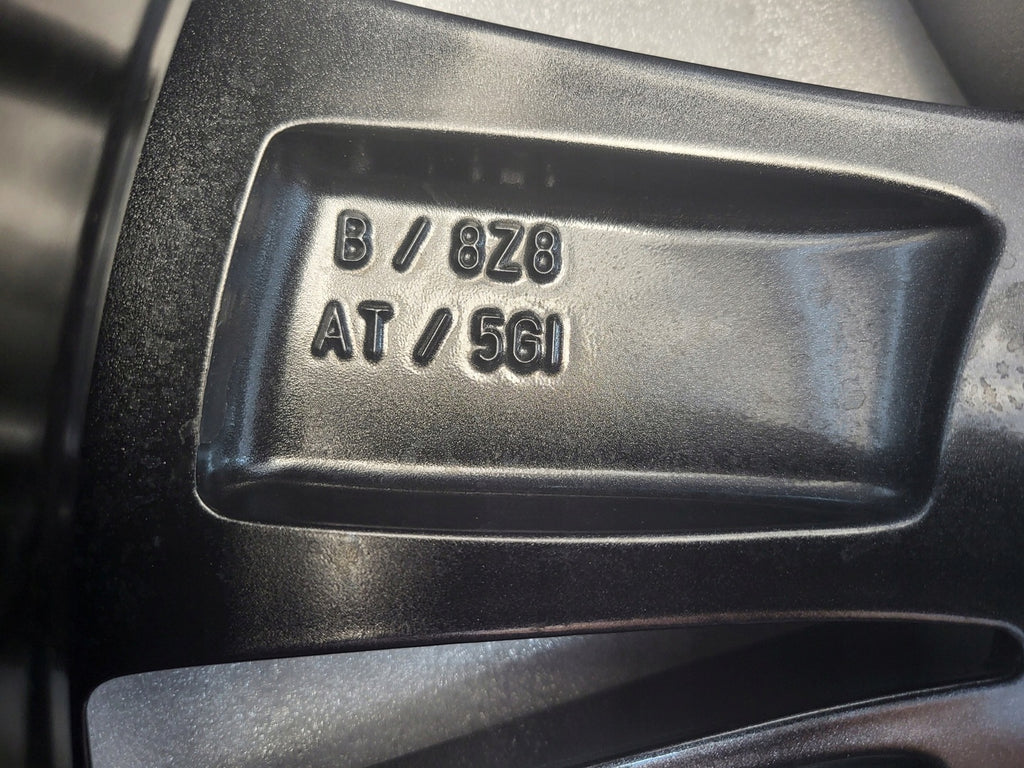 B / 8Z8
AT / 5GI